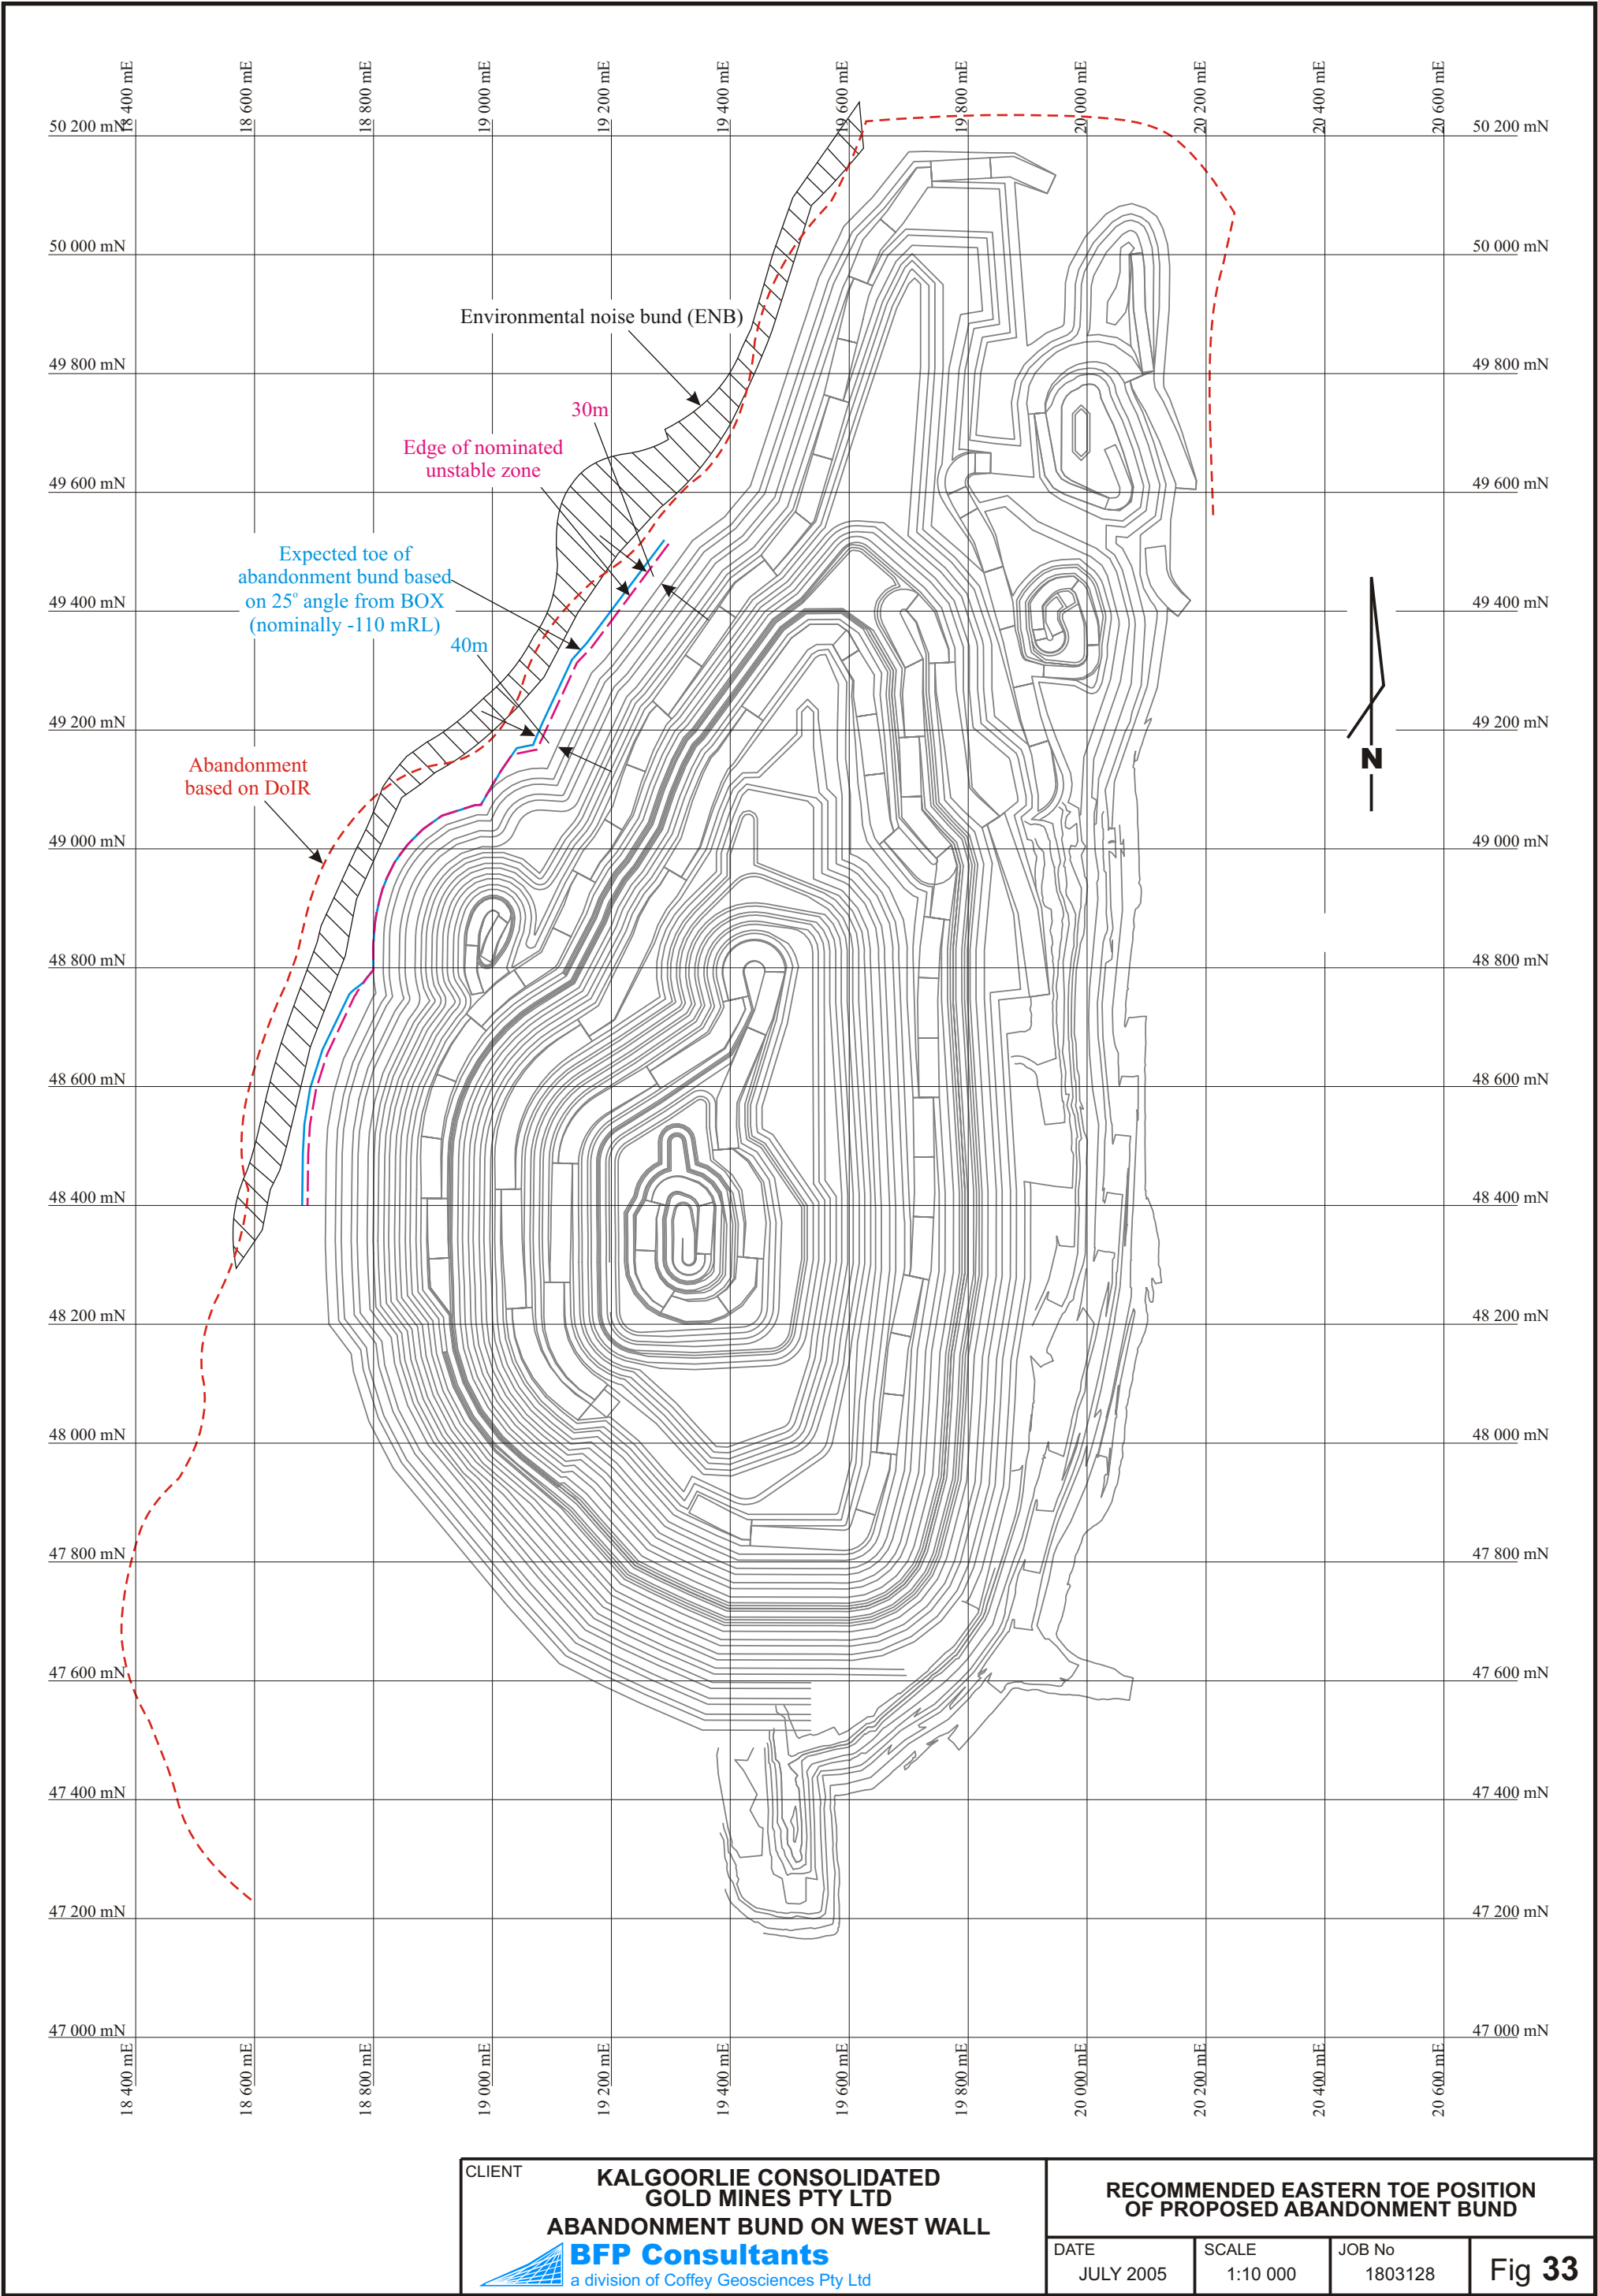 18 400 mE
18 600 mE
18 800 mE
19 000 mE
19 200 mE
19 400 mE
19 600 mE
19 800 mE
20 000 mE
20 200 mE
20 400 mE
20 600 mE
50 200 mN
50 200 mN
50 000 mN
50 000 mN
Environmental noise bund (ENB)
49 800 mN
49 800 mN
30m
Edge of nominated
unstable zone
49 600 mN
49 600 mN
Expected toe of
abandonment bund based
on 25° angle from BOX
(nominally -110 mRL)
49 400 mN
49 400 mN
40m
49 200 mN
49 200 mN
N
Abandonment
based on DoIR
49 000 mN
49 000 mN
48 800 mN
48 800 mN
48 600 mN
48 600 mN
48 400 mN
48 400 mN
48 200 mN
48 200 mN
48 000 mN
48 000 mN
47 800 mN
47 800 mN
47 600 mN
47 600 mN
47 400 mN
47 400 mN
47 200 mN
47 200 mN
47 000 mN
47 000 mN
18 400 mE
18 600 mE
18 800 mE
19 000 mE
19 200 mE
19 400 mE
19 600 mE
19 800 mE
20 000 mE
20 200 mE
20 400 mE
20 600 mE
CLIENT
KALGOORLIE CONSOLIDATED
GOLD MINES PTY LTD
ABANDONMENT BUND ON WEST WALL
BFP Consultants
a division of Coffey Geosciences Pty Ltd
RECOMMENDED EASTERN TOE POSITION
OF PROPOSED ABANDONMENT BUND
DATE
JULY 2005
SCALE
1:10 000
JOB No
1803128
Fig 33